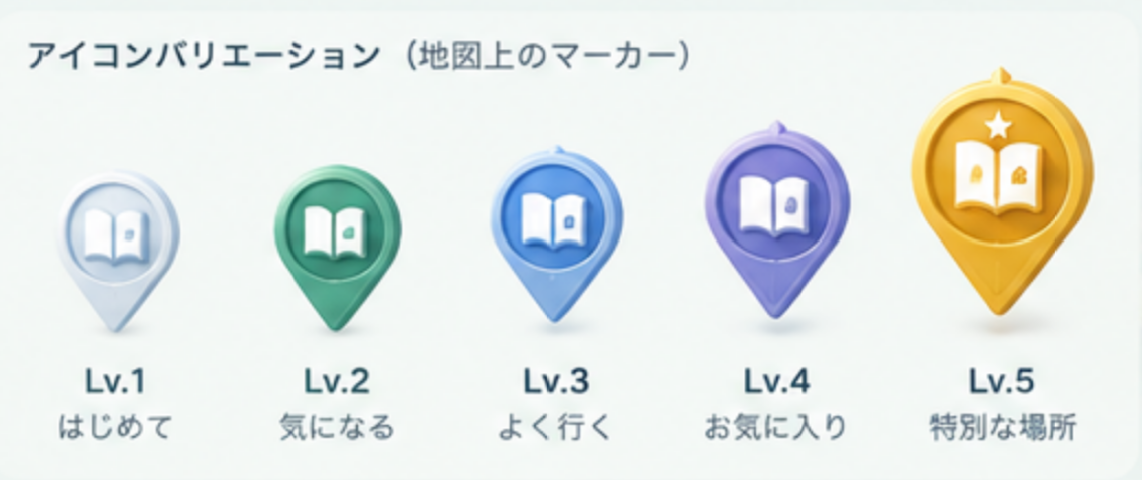 アイコンバリエーション（地図上のマーカー）
Lv.1
はじめて
Lv.2
気になる
Lv.3
よく行く
Lv.4
お気に入り
Lv.5
特別な場所